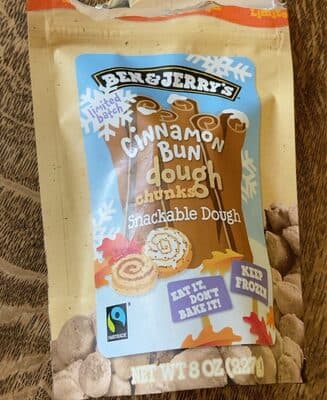 BEN & JERRY'S
limited
batch
Cinnamon
Bun
dough
chunks
Snackable Dough
EAT IT,
DON'T
BAKE IT!
KEEP
FROZEN
FAIRTRADE
NET WT 8 OZ (227g)